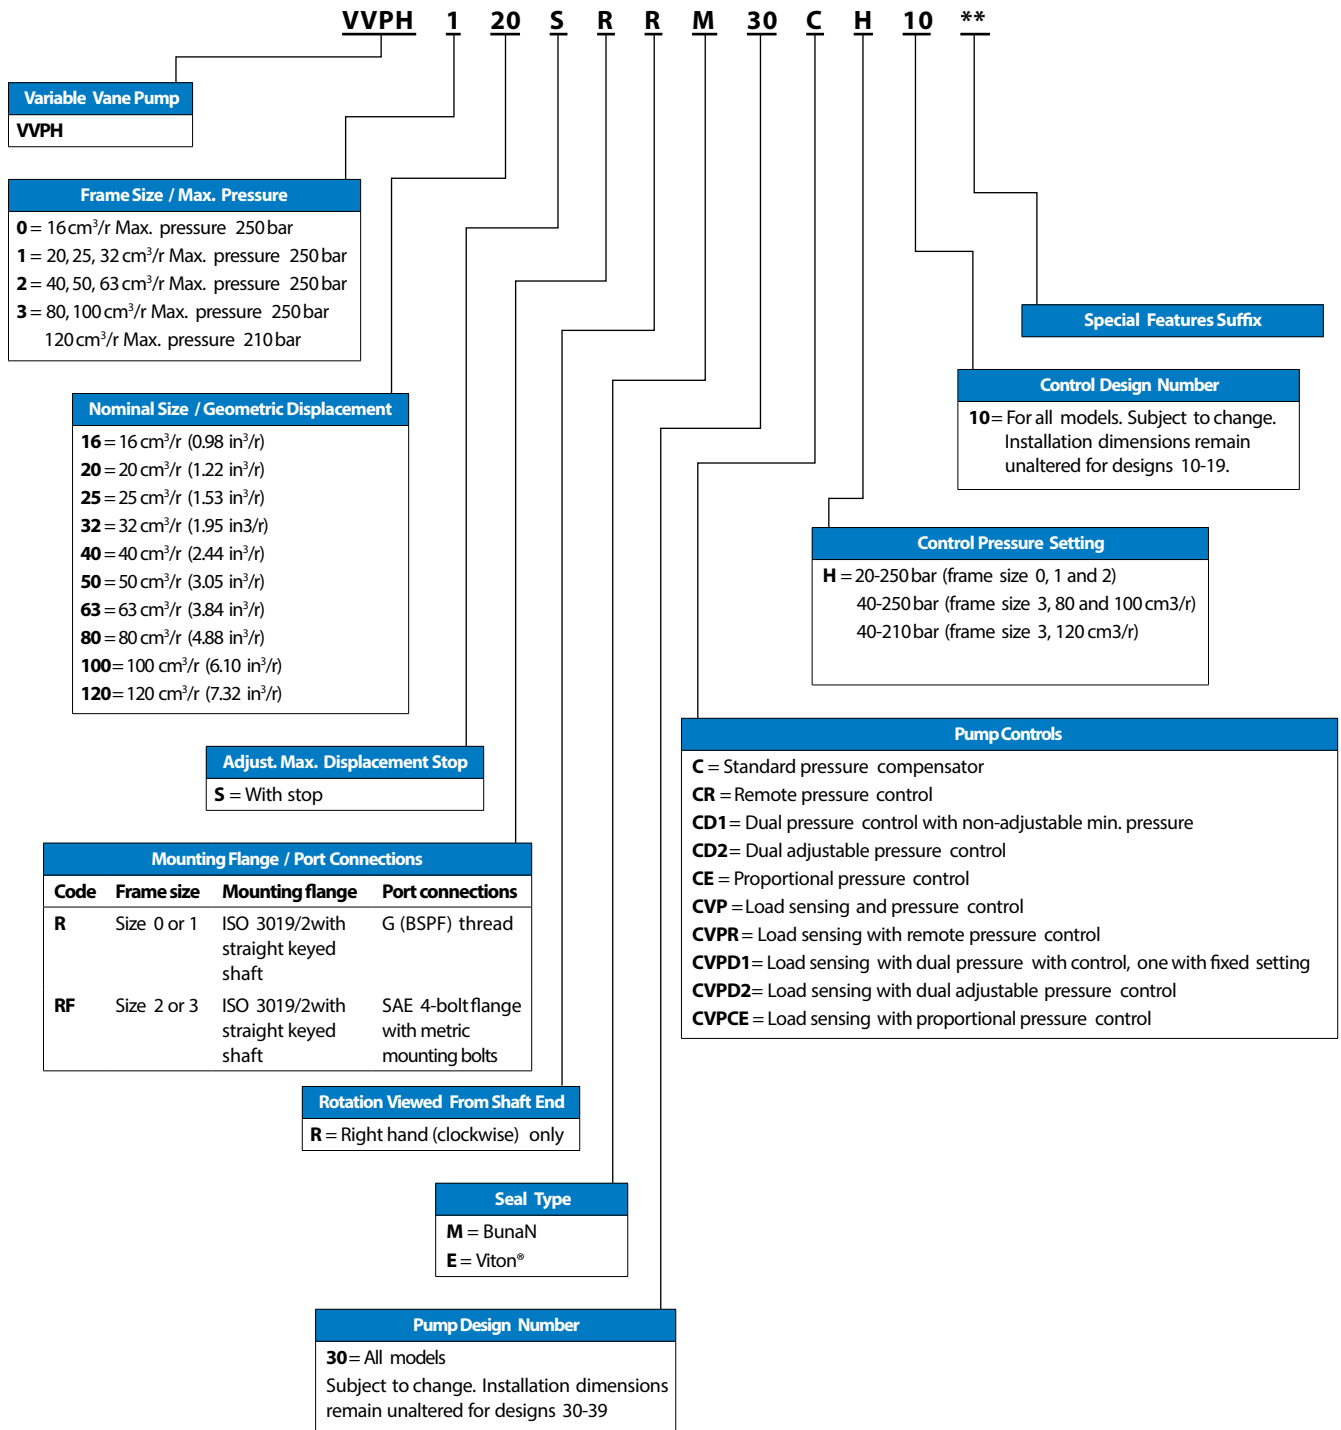 VVPH 1 20 S R R M 30 C H 10 **
Variable Vane Pump
VVPH
Frame Size / Max. Pressure
0 = 16 cm³/r Max. pressure 250 bar
1 = 20, 25, 32 cm³/r Max. pressure 250 bar
2 = 40, 50, 63 cm³/r Max. pressure 250 bar
3 = 80, 100 cm³/r Max. pressure 250 bar
120 cm³/r Max. pressure 210 bar
Special Features Suffix
Control Design Number
10 = For all models. Subject to change.
Installation dimensions remain
unaltered for designs 10-19.
Nominal Size / Geometric Displacement
16 = 16 cm³/r (0.98 in³/r)
20 = 20 cm³/r (1.22 in³/r)
25 = 25 cm³/r (1.53 in³/r)
32 = 32 cm³/r (1.95 in3/r)
40 = 40 cm³/r (2.44 in³/r)
50 = 50 cm³/r (3.05 in³/r)
63 = 63 cm³/r (3.84 in³/r)
80 = 80 cm³/r (4.88 in³/r)
100 = 100 cm³/r (6.10 in³/r)
120 = 120 cm³/r (7.32 in³/r)
Control Pressure Setting
H = 20-250 bar (frame size 0, 1 and 2)
40-250 bar (frame size 3, 80 and 100 cm3/r)
40-210 bar (frame size 3, 120 cm3/r)
Adjust. Max. Displacement Stop
S = With stop
Pump Controls
C = Standard pressure compensator
CR = Remote pressure control
CD1 = Dual pressure control with non-adjustable min. pressure
CD2 = Dual adjustable pressure control
CE = Proportional pressure control
CVP = Load sensing and pressure control
CVPR = Load sensing with remote pressure control
CVPD1 = Load sensing with dual pressure with control, one with fixed setting
CVPD2 = Load sensing with dual adjustable pressure control
CVPCE = Load sensing with proportional pressure control
Mounting Flange / Port Connections
Code Frame size Mounting flange Port connections
R Size 0 or 1 ISO 3019/2with G (BSPF) thread
straight keyed
shaft
RF Size 2 or 3 ISO 3019/2with SAE 4-bolt flange
straight keyed with metric
shaft mounting bolts
Rotation Viewed From Shaft End
R = Right hand (clockwise) only
Seal Type
M = BunaN
E = Viton®
Pump Design Number
30 = All models
Subject to change. Installation dimensions
remain unaltered for designs 30-39